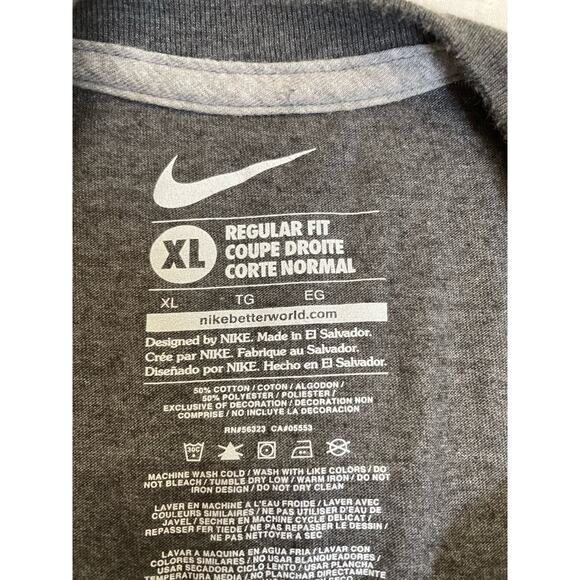 XL
REGULAR FIT
COUPE DROITE
CORTE NORMAL
XL TG EG
nikebetterworld.com
Designed by NIKE. Made in El Salvador.
Crée par NIKE. Fabrique au Salvador.
Diseñado por NIKE. Hecho en El Salvador.
50% COTTON / COTON / ALGODON
50% POLYESTER / POLIESTER
EXCLUSIVE OF DECORATION / DECORATION NON
COMPRISE / NO INCLUYE LA DECORACION
RN#56323 CA#05553
30C
MACHINE WASH COLD / WASH WITH LIKE COLORS / DO
NOT BLEACH / TUMBLE DRY LOW / WARM IRON / DO NOT
IRON DESIGN / DO NOT DRY CLEAN
LAVER EN MACHINE A L'EAU FROIDE / LAVER AVEC
COULEURS SIMILAIRES / NE PAS UTILISER D'EAU DE
JAVEL / SECHER EN MACHINE CYCLE DELICAT /
REPASSER FER TIEDE / NE PAS REPASSER LE DESSIN /
NE PAS NETTOYER A SEC
LAVAR A MAQUINA EN AGUA FRIA / LAVAR CON
COLORES SIMILARES / NO USAR BLANQUEADORES /
USAR SECADORA CICLO LENTO / USAR PLANCHA
TEMPERATURA MEDIA / NO PLANCHAR DIRECTAMENTE